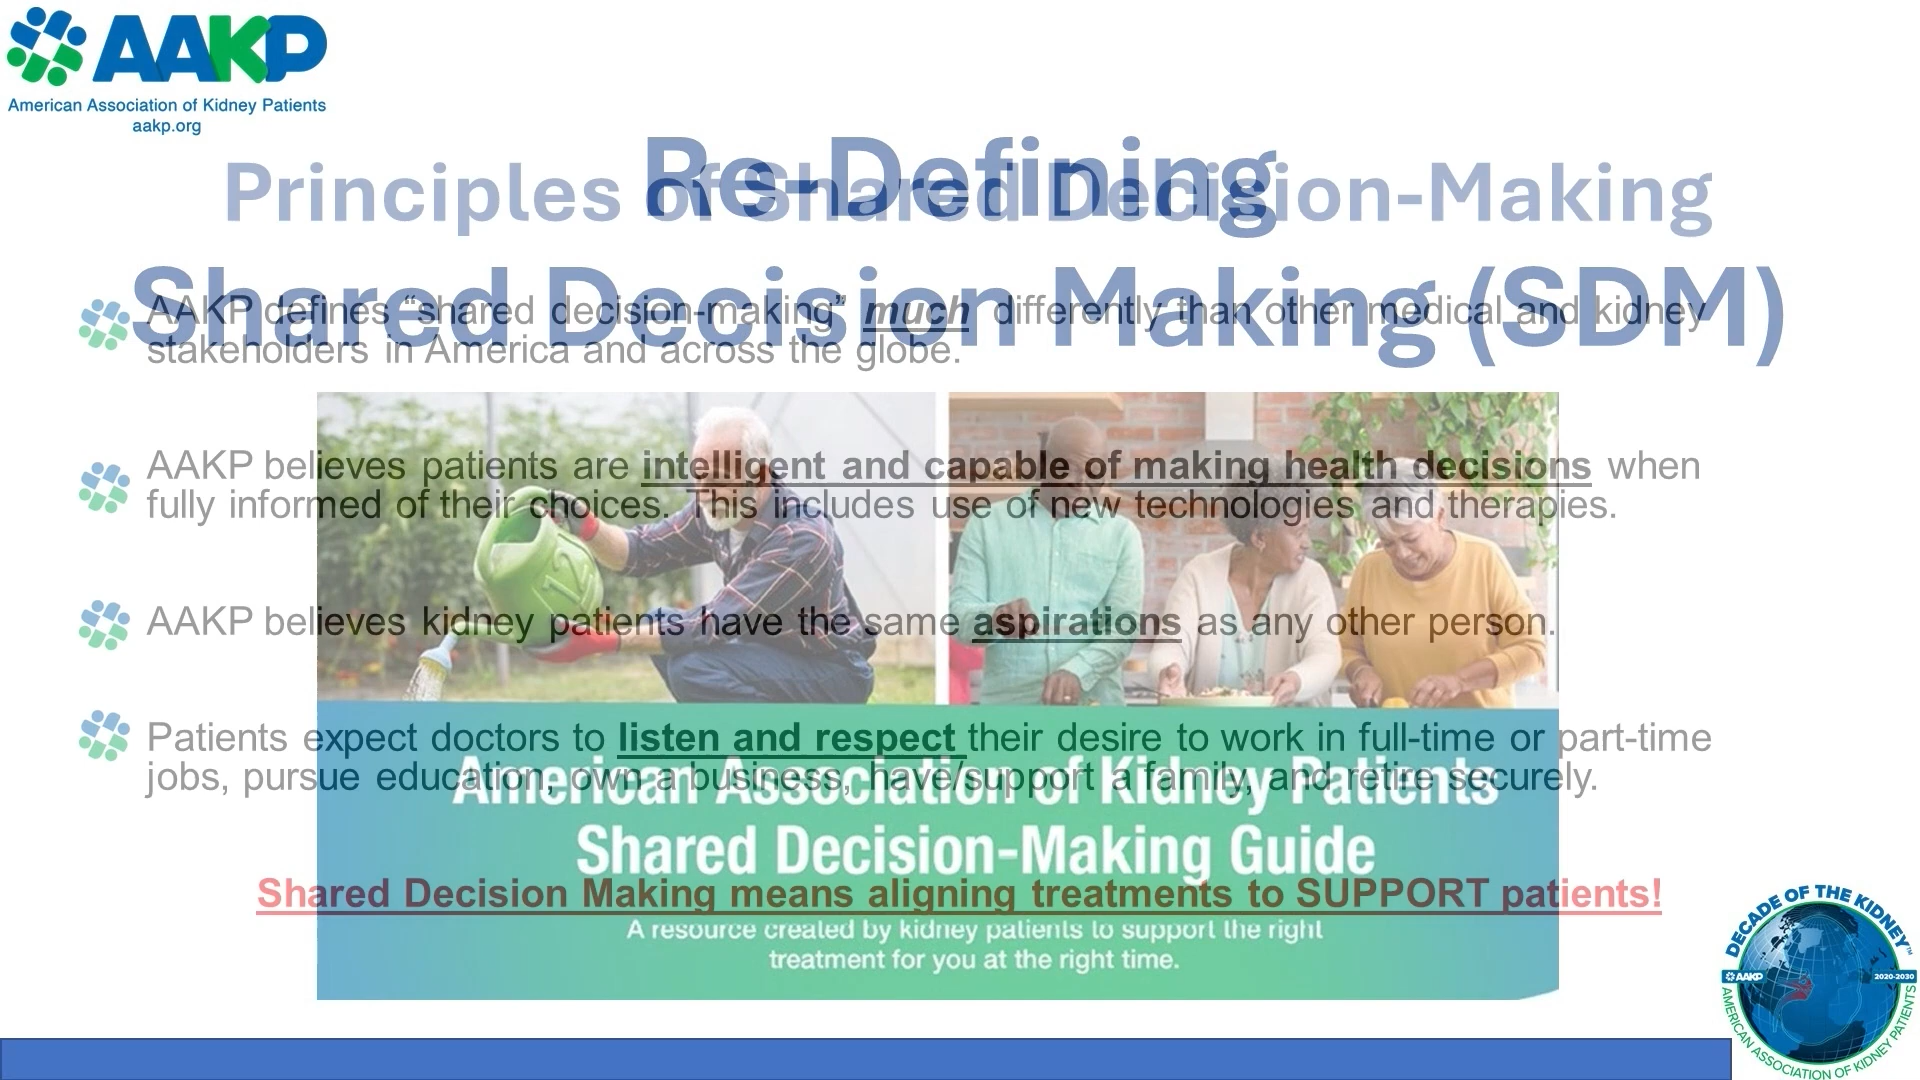 AAKP
American Association of Kidney Patients
aakp.org
Re-Defining
Shared Decision Making (SDM)
Principles of Shared Decision-Making
AAKP defines “shared decision-making” much differently than other medical and kidney
stakeholders in America and across the globe.
AAKP believes patients are intelligent and capable of making health decisions when
fully informed of their choices. This includes use of new technologies and therapies.
AAKP believes kidney patients have the same aspirations as any other person.
Patients expect doctors to listen and respect their desire to work in full-time or part-time
jobs, pursue education, own a business, have/support a family, and retire securely.
American Association of Kidney Patients
Shared Decision-Making Guide
Shared Decision Making means aligning treatments to SUPPORT patients!
A resource created by kidney patients to support the right
treatment for you at the right time.
DECADE OF THE KIDNEY™
AAKP
2020-2030
AMERICAN ASSOCIATION OF KIDNEY PATIENTS
12